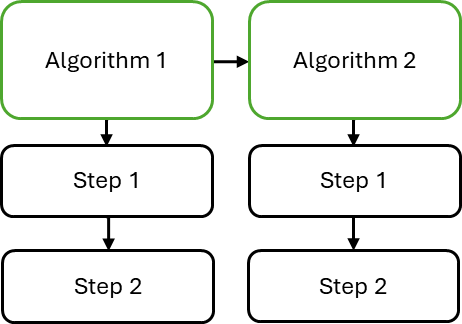 Algorithm 1
Algorithm 2
Step 1
Step 1
Step 2
Step 2